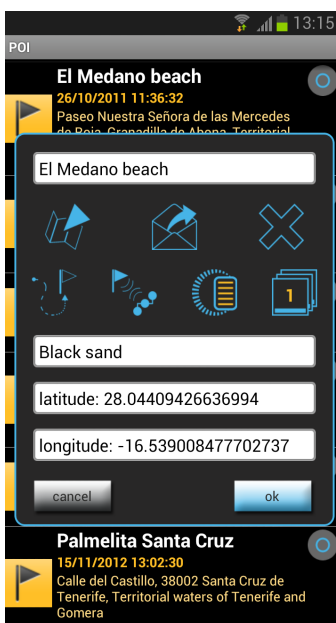 13:15
POI
El Medano beach
26/10/2011 11:36:32
Paseo Nuestra Señora de las Mercedes
de Roja, Granadilla de Abona, Territorial
El Medano beach
1
Black sand
latitude: 28.04409426636994
longitude: -16.539008477702737
cancel
ok
Palmelita Santa Cruz
15/11/2012 13:02:30
Calle del Castillo, 38002 Santa Cruz de
Tenerife, Territorial waters of Tenerife and
Gomera